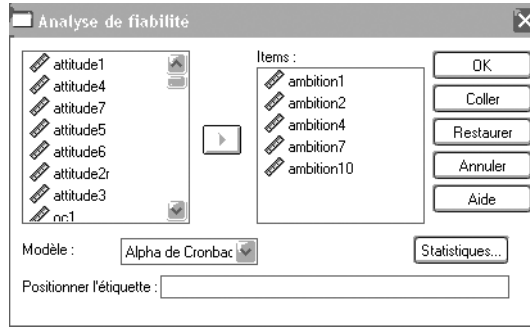 Analyse de fiabilité
attitude1
attitude4
attitude7
attitude5
attitude6
attitude2r
attitude3
oc1
Items :
ambition1
ambition2
ambition4
ambition7
ambition10
OK
Coller
Restaurer
Annuler
Aide
Modèle :
Alpha de Cronbac
Statistiques...
Positionner l'étiquette :